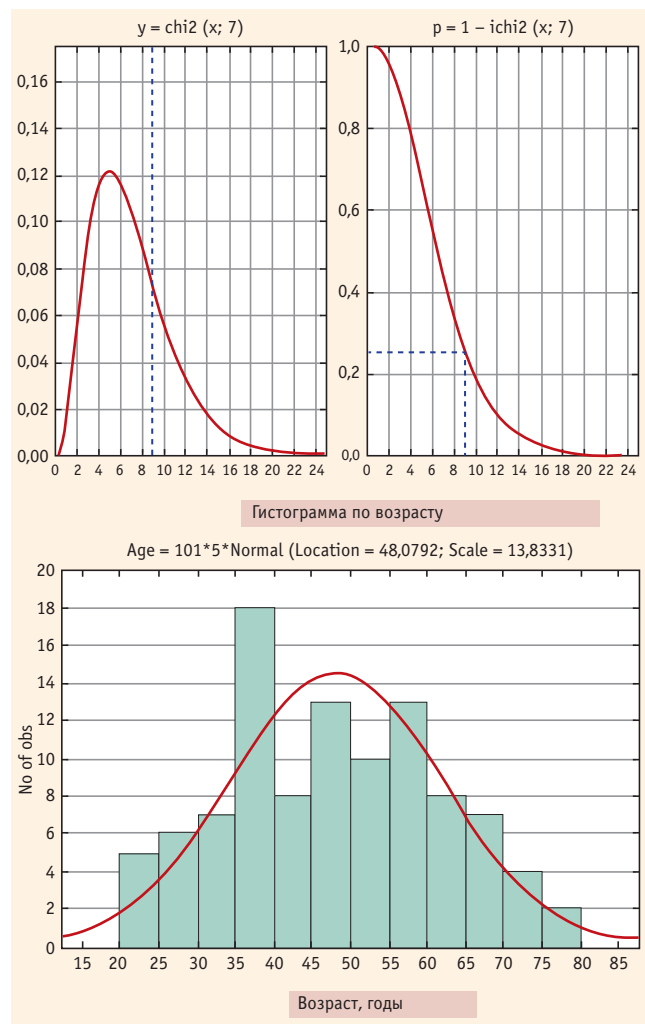 y = chi2 (x; 7)
p = 1 – ichi2 (x; 7)
0,16
0,14
0,12
0,10
0,08
0,06
0,04
0,02
0,00
0 2 4 6 8 10 12 14 16 18 20 22 24
1,0
0,8
0,6
0,4
0,2
0,0
0 2 4 6 8 10 12 14 16 18 20 22 24
Гистограмма по возрасту
Age = 101*5*Normal (Location = 48,0792; Scale = 13,8331)
No of obs
20
18
16
14
12
10
8
6
4
2
0
15 20 25 30 35 40 45 50 55 60 65 70 75 80 85
Возраст, годы